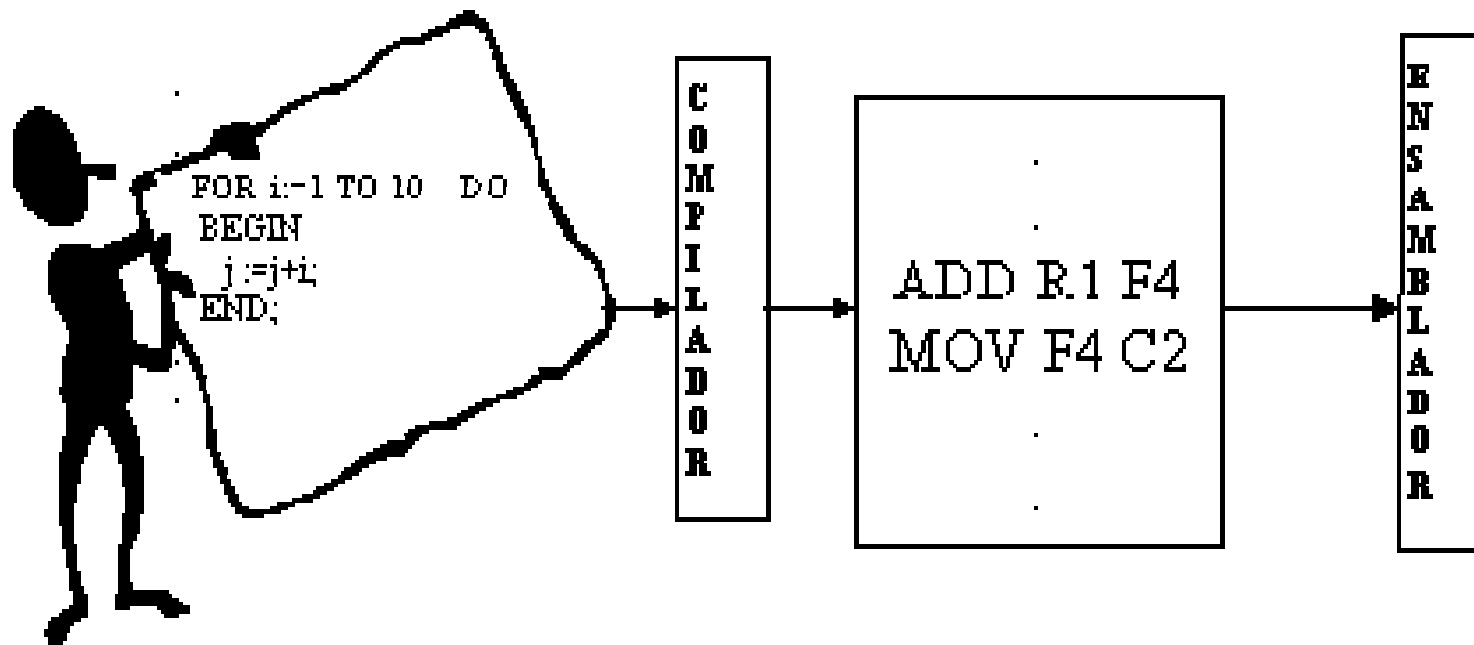 FOR i:=1 TO 10 DO
BEGIN
j:=j+i;
END;
COMPILADOR
.
.
ADD R1 F4
MOV F4 C2
.
.
ENSAMBLADOR